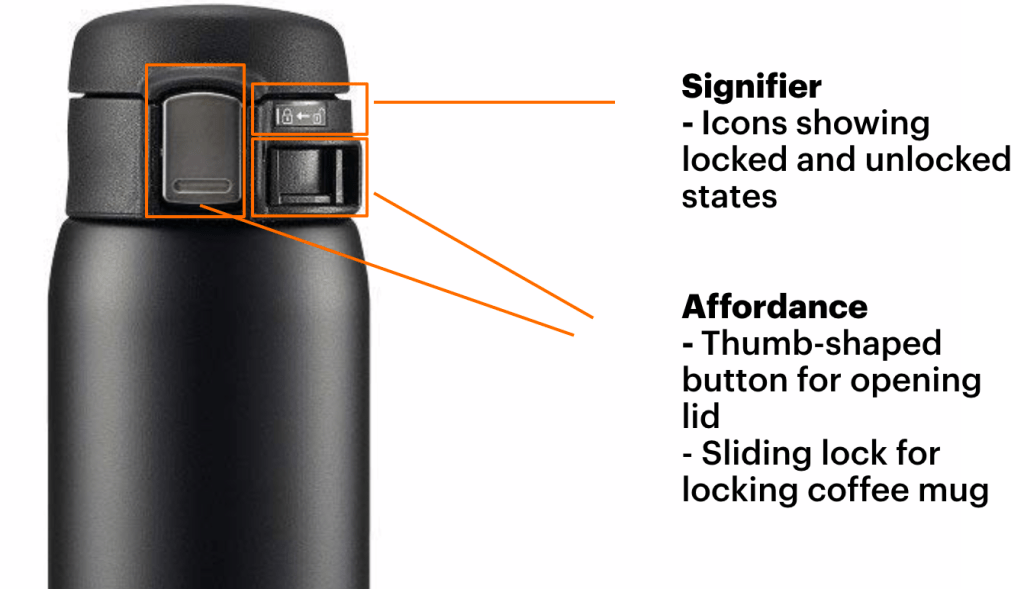 Signifier
- Icons showing
locked and unlocked
states
Affordance
- Thumb-shaped
button for opening
lid
- Sliding lock for
locking coffee mug